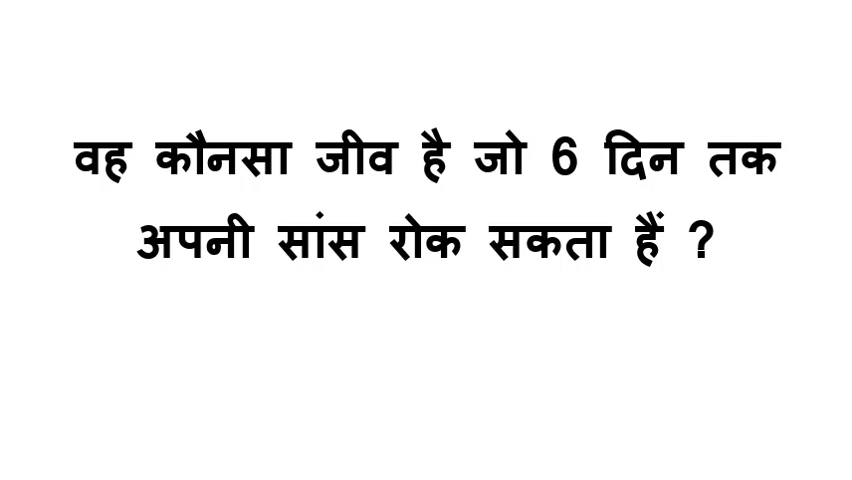 वह कौनसा जीव है जो 6 दिन तक
अपनी सांस रोक सकता हैं ?